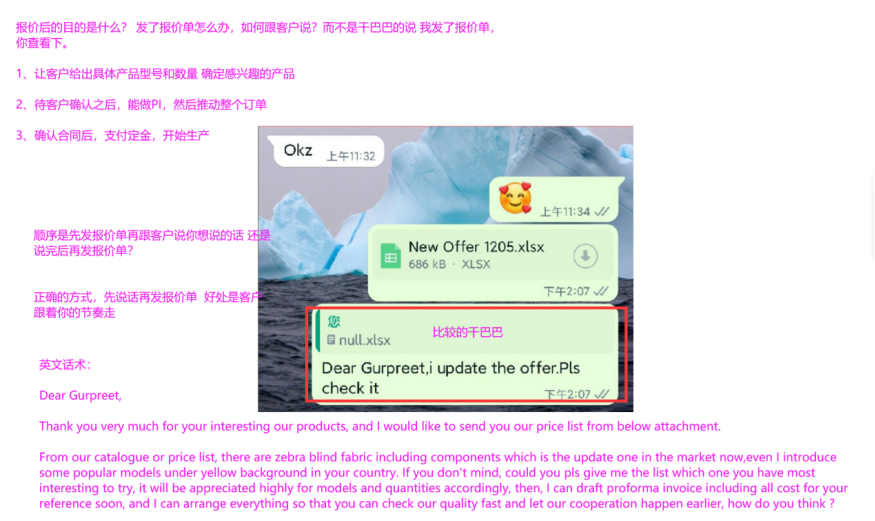 报价后的目的是什么？ 发了报价单怎么办，如何跟客户说？而不是干巴巴的说 我发了报价单，
你查看下。
1、让客户给出具体产品型号和数量 确定感兴趣的产品
2、待客户确认之后，能做PI，然后推动整个订单
3、确认合同后，支付定金，开始生产
Okz 上午11:32
上午11:34
New Offer 1205.xlsx
686 kB · XLSX
下午2:07
您
null.xlsx
比较的干巴巴
Dear Gurpreet,i update the offer.Pls
check it
下午2:07
顺序是先发报价单再跟客户说你想说的话 还是
说完后再发报价单？
正确的方式，先说话再发报价单 好处是客户
跟着你的节奏走
英文话术：
Dear Gurpreet,
Thank you very much for your interesting our products, and I would like to send you our price list from below attachment.
From our catalogue or price list, there are zebra blind fabric including components which is the update one in the market now,even I introduce
some popular models under yellow background in your country. If you don't mind, could you pls give me the list which one you have most
interesting to try, it will be appreciated highly for models and quantities accordingly, then, I can draft proforma invoice including all cost for your
reference soon, and I can arrange everything so that you can check our quality fast and let our cooperation happen earlier, how do you think ?